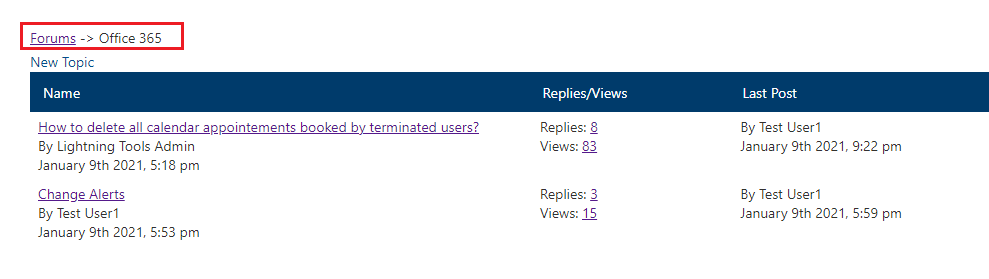 Forums -> Office 365
New Topic
Name Replies/Views Last Post
How to delete all calendar appointements booked by terminated users? Replies: 8 By Test User1
By Lightning Tools Admin Views: 83 January 9th 2021, 9:22 pm
January 9th 2021, 5:18 pm
Change Alerts Replies: 3 By Test User1
By Test User1 Views: 15 January 9th 2021, 5:59 pm
January 9th 2021, 5:53 pm